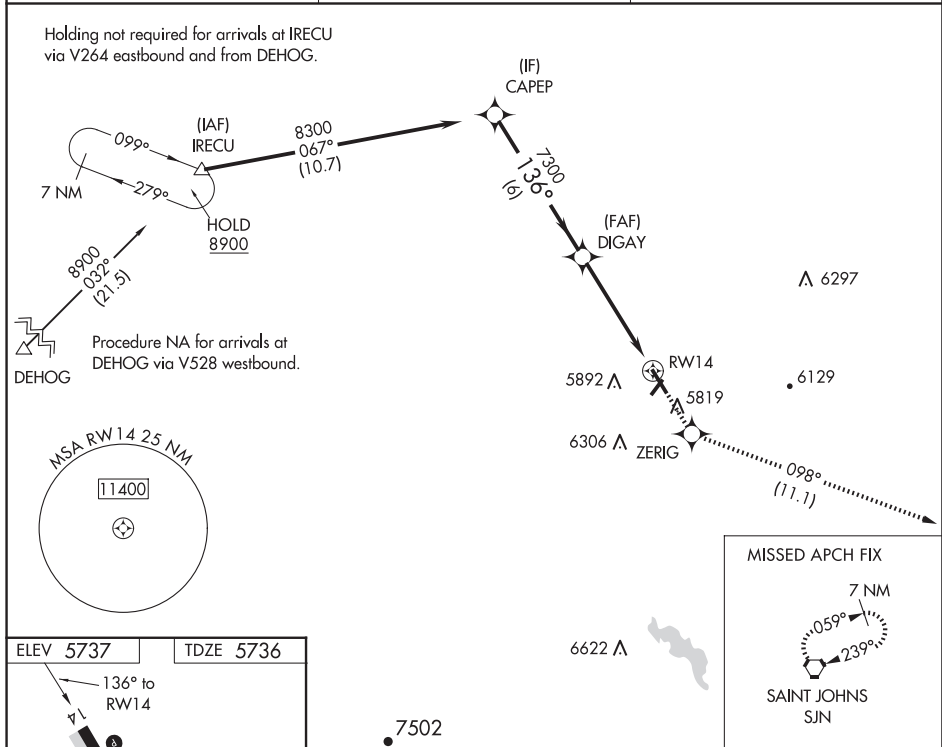 Holding not required for arrivals at IRECU
via V264 eastbound and from DEHOG.
(IF)
CAPEP
(IAF)
IRECU
8300
067°
(10.7)
099°
279°
7 NM
HOLD
8900
7300
136°
(6)
(FAF)
DIGAY
8900
032°
(21.5)
DEHOG
Procedure NA for arrivals at
DEHOG via V528 westbound.
6297
RW14
5892
5819
6129
6306
ZERIG
098°
(11.1)
MSA RW14 25 NM
11400
MISSED APCH FIX
7 NM
059°
239°
SAINT JOHNS
SJN
6622
ELEV 5737
TDZE 5736
136° to
RW14
14
P
7502